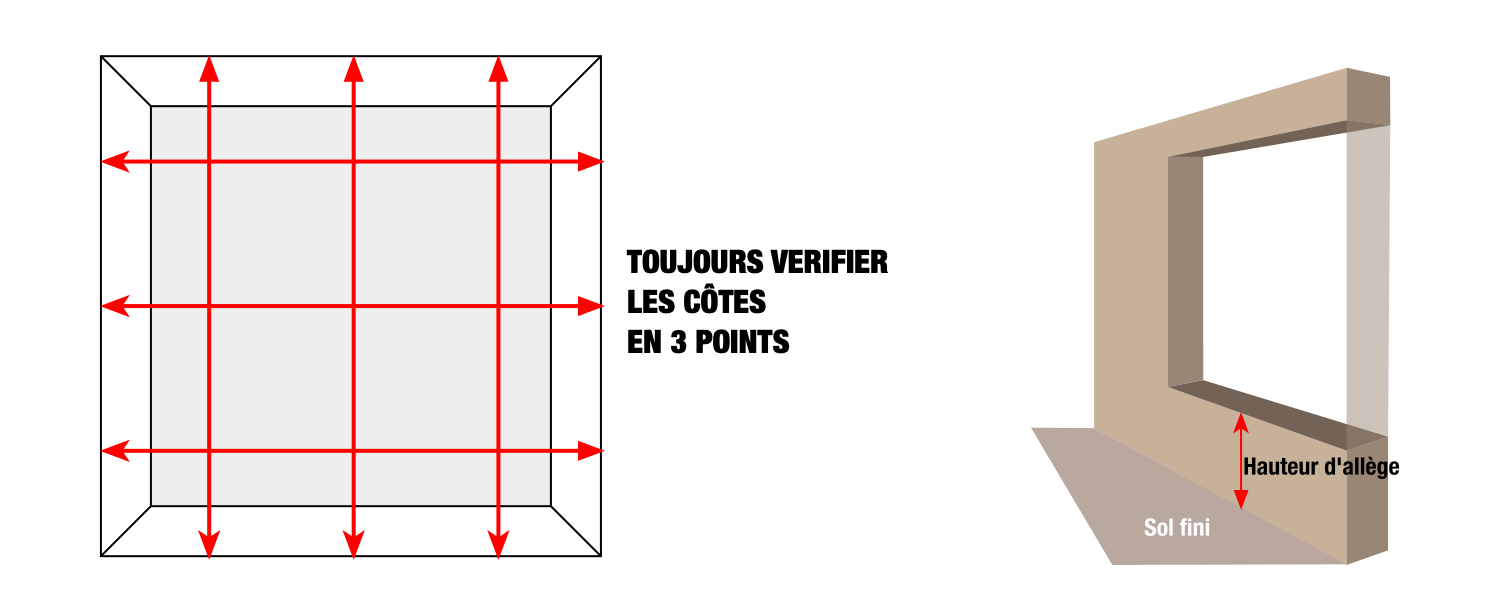 TOUJOURS VERIFIER
LES CÔTES
EN 3 POINTS
Hauteur d'allège
Sol fini